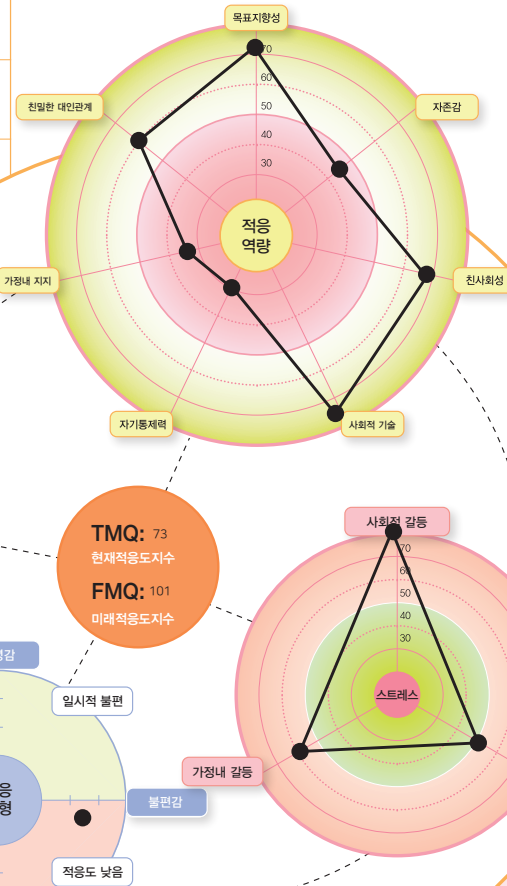 목표지향성
70
60
50
40
30
친밀한 대인관계
자존감
적응
역량
가정내 지지
친사회성
자기통제력
사회적 기술
TMQ: 73
현재적응도지수
FMQ: 101
미래적응도지수
사회적 갈등
70
60
50
40
30
스트레스
가정내 갈등
일시적 불편
불편감
적응도 낮음